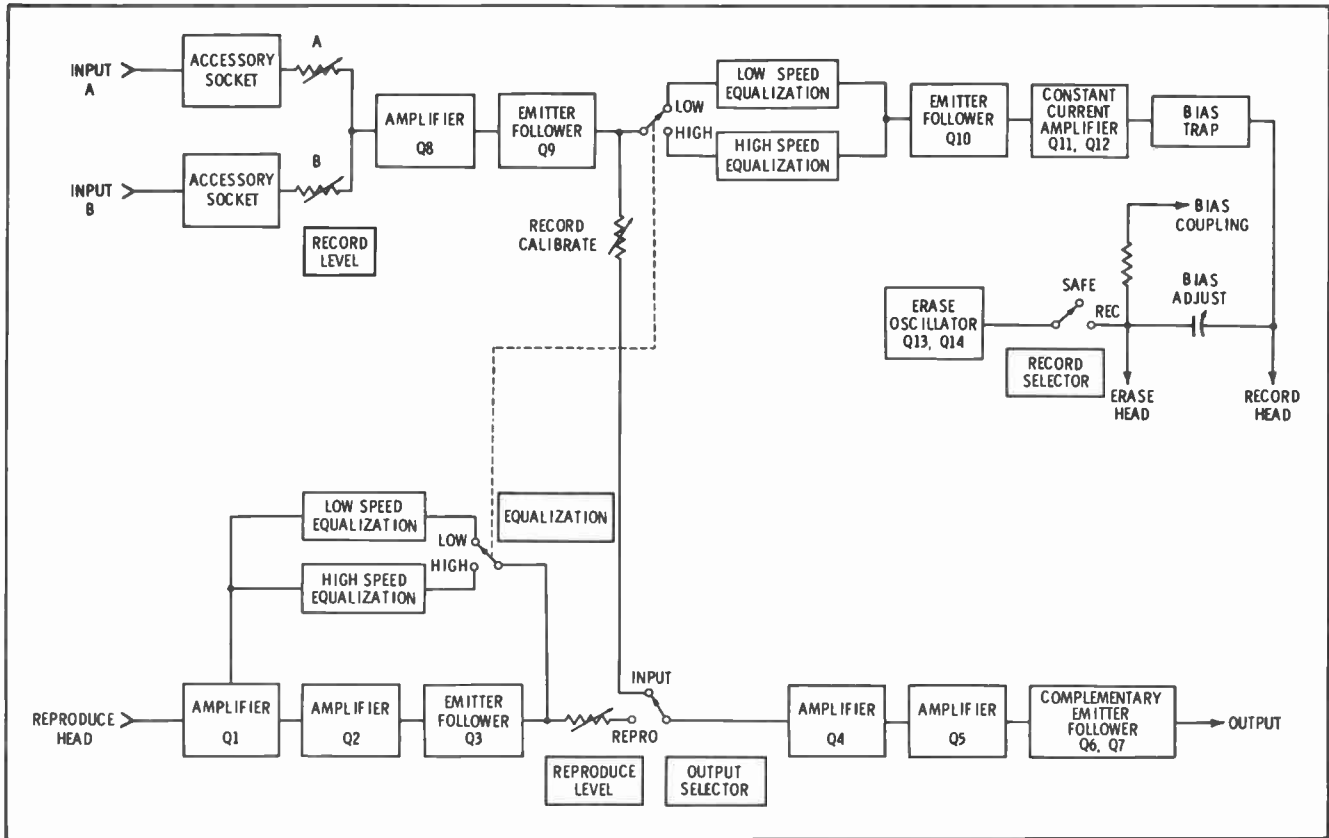 INPUT
A
ACCESSORY
SOCKET
A
INPUT
B
ACCESSORY
SOCKET
B
RECORD
LEVEL
AMPLIFIER
Q8
EMITTER
FOLLOWER
Q9
LOW
HIGH
LOW SPEED
EQUALIZATION
HIGH SPEED
EQUALIZATION
EMITTER
FOLLOWER
Q10
CONSTANT
CURRENT
AMPLIFIER
Q11, Q12
BIAS
TRAP
RECORD
CALIBRATE
BIAS
COUPLING
ERASE
OSCILLATOR
Q13, Q14
SAFE
REC
BIAS
ADJUST
RECORD
SELECTOR
ERASE
HEAD
RECORD
HEAD
LOW SPEED
EQUALIZATION
HIGH SPEED
EQUALIZATION
LOW
HIGH
EQUALIZATION
REPRODUCE
HEAD
AMPLIFIER
Q1
AMPLIFIER
Q2
EMITTER
FOLLOWER
Q3
INPUT
REPRO
REPRODUCE
LEVEL
OUTPUT
SELECTOR
AMPLIFIER
Q4
AMPLIFIER
Q5
COMPLEMENTARY
EMITTER
FOLLOWER
Q6, Q7
OUTPUT